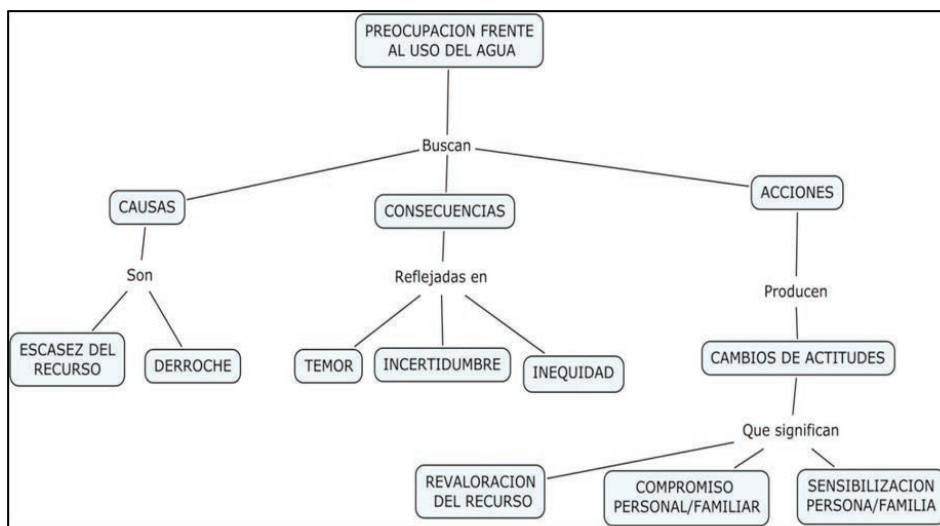 PREOCUPACION FRENTE
AL USO DEL AGUA
Buscan
CAUSAS
CONSECUENCIAS
ACCIONES
Son
Reflejadas en
Producen
ESCASEZ DEL
RECURSO
DERROCHE
TEMOR
INCERTIDUMBRE
INEQUIDAD
CAMBIOS DE ACTITUDES
Que significan
REVALORACION
DEL RECURSO
COMPROMISO
PERSONAL/FAMILIAR
SENSIBILIZACION
PERSONA/FAMILIA